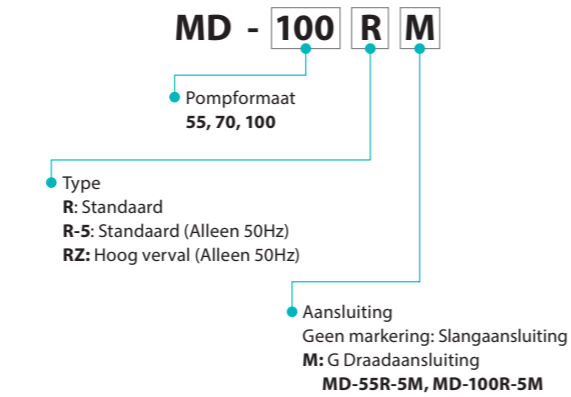 MD - 100 R M
Pompformaat
55, 70, 100
Type
R: Standaard
R-5: Standaard (Alleen 50Hz)
RZ: Hoog verval (Alleen 50Hz)
Aansluiting
Geen markering: Slangaansluiting
M: G Draadaansluiting
MD-55R-5M, MD-100R-5M